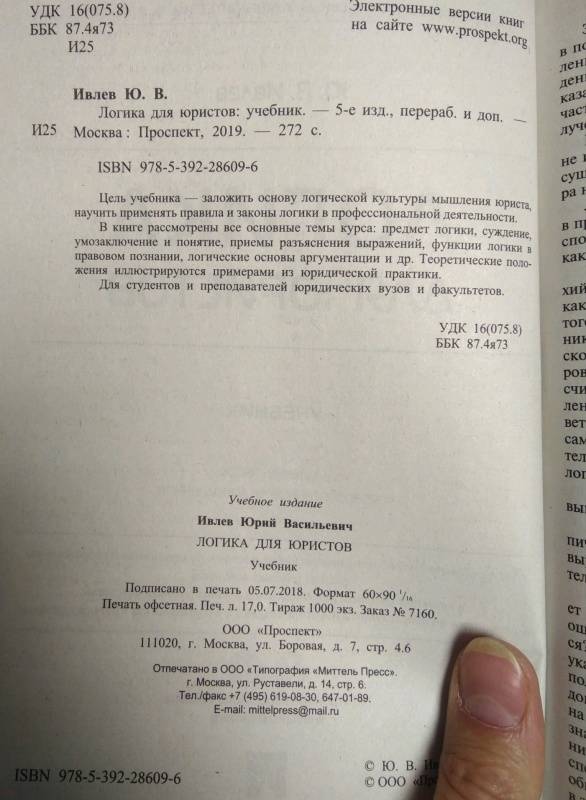 УДК 16(075.8)
ББК 87.4я73
И25
Электронные версии книг
на сайте www.prospekt.org
Ивлев Ю. В.
Логика для юристов: учебник. — 5-е изд., перераб. и доп. —
И25 Москва : Проспект, 2019. — 272 с.
ISBN 978-5-392-28609-6
Цель учебника — заложить основу логической культуры мышления юриста,
научить применять правила и законы логики в профессиональной деятельности.
В книге рассмотрены все основные темы курса: предмет логики, суждение,
умозаключение и понятие, приемы разъяснения выражений, функции логики в
правовом познании, логические основы аргументации и др. Теоретические поло-
жения иллюстрируются примерами из юридической практики.
Для студентов и преподавателей юридических вузов и факультетов.
УДК 16(075.8)
ББК 87.4я73
Учебное издание
Ивлев Юрий Васильевич
ЛОГИКА ДЛЯ ЮРИСТОВ
Учебник
Подписано в печать 05.07.2018. Формат 60×90 1/16
Печать офсетная. Печ. л. 17,0. Тираж 1000 экз. Заказ № 7160.
ООО «Проспект»
111020, г. Москва, ул. Боровая, д. 7, стр. 4.6
Отпечатано в ООО «Типография «Миттель Пресс».
г. Москва, ул. Руставели, д. 14, стр. 6.
Тел./факс +7 (495) 619-08-30, 647-01-89.
E-mail: mittelpress@mail.ru
© Ю. В.
© ООО
ISBN 978-5-392-28609-6